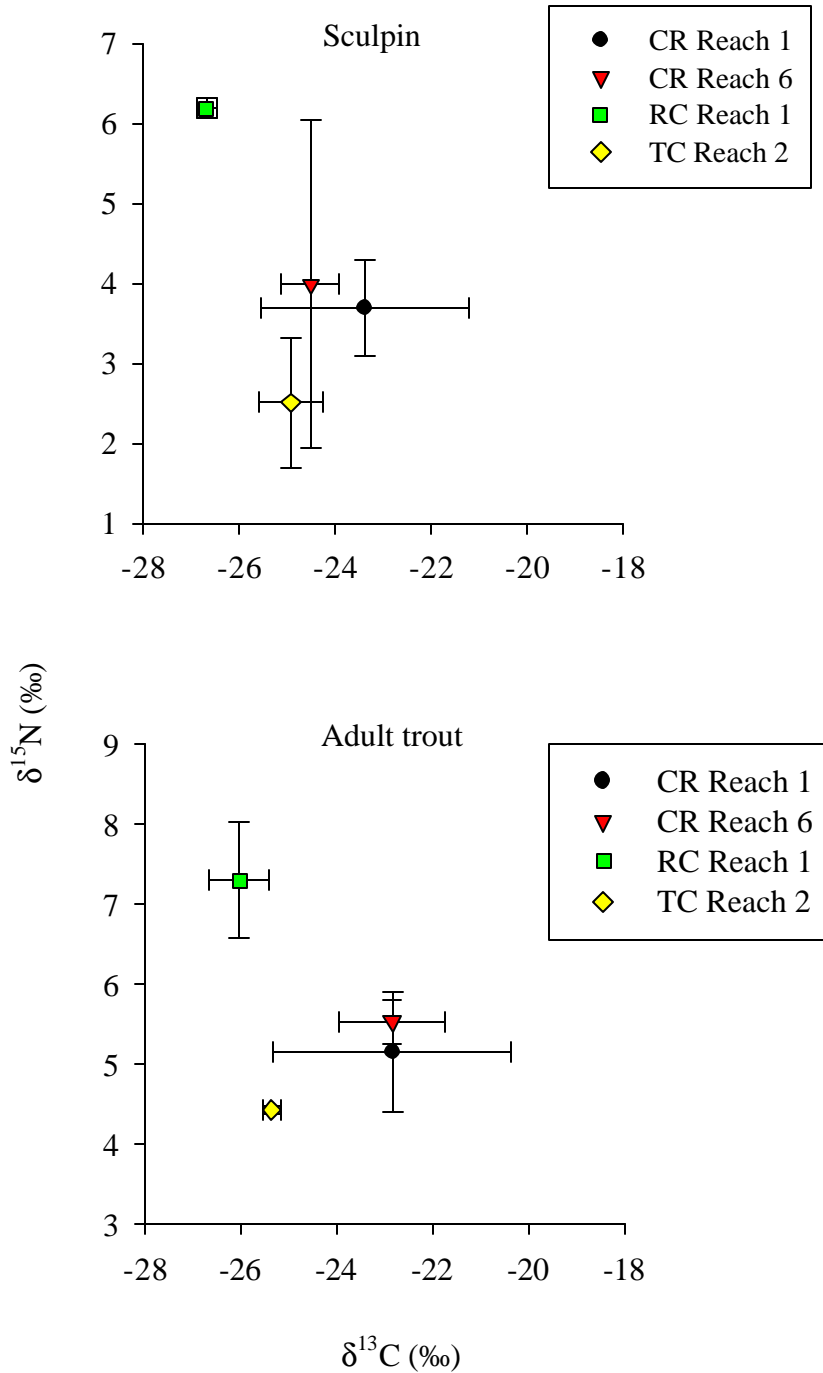 Sculpin
CR Reach 1
CR Reach 6
RC Reach 1
TC Reach 2
7
6
5
4
3
2
1
-28
-26
-24
-22
-20
-18
δ15N (‰)
Adult trout
CR Reach 1
CR Reach 6
RC Reach 1
TC Reach 2
9
8
7
6
5
4
3
-28
-26
-24
-22
-20
-18
δ13C (‰)